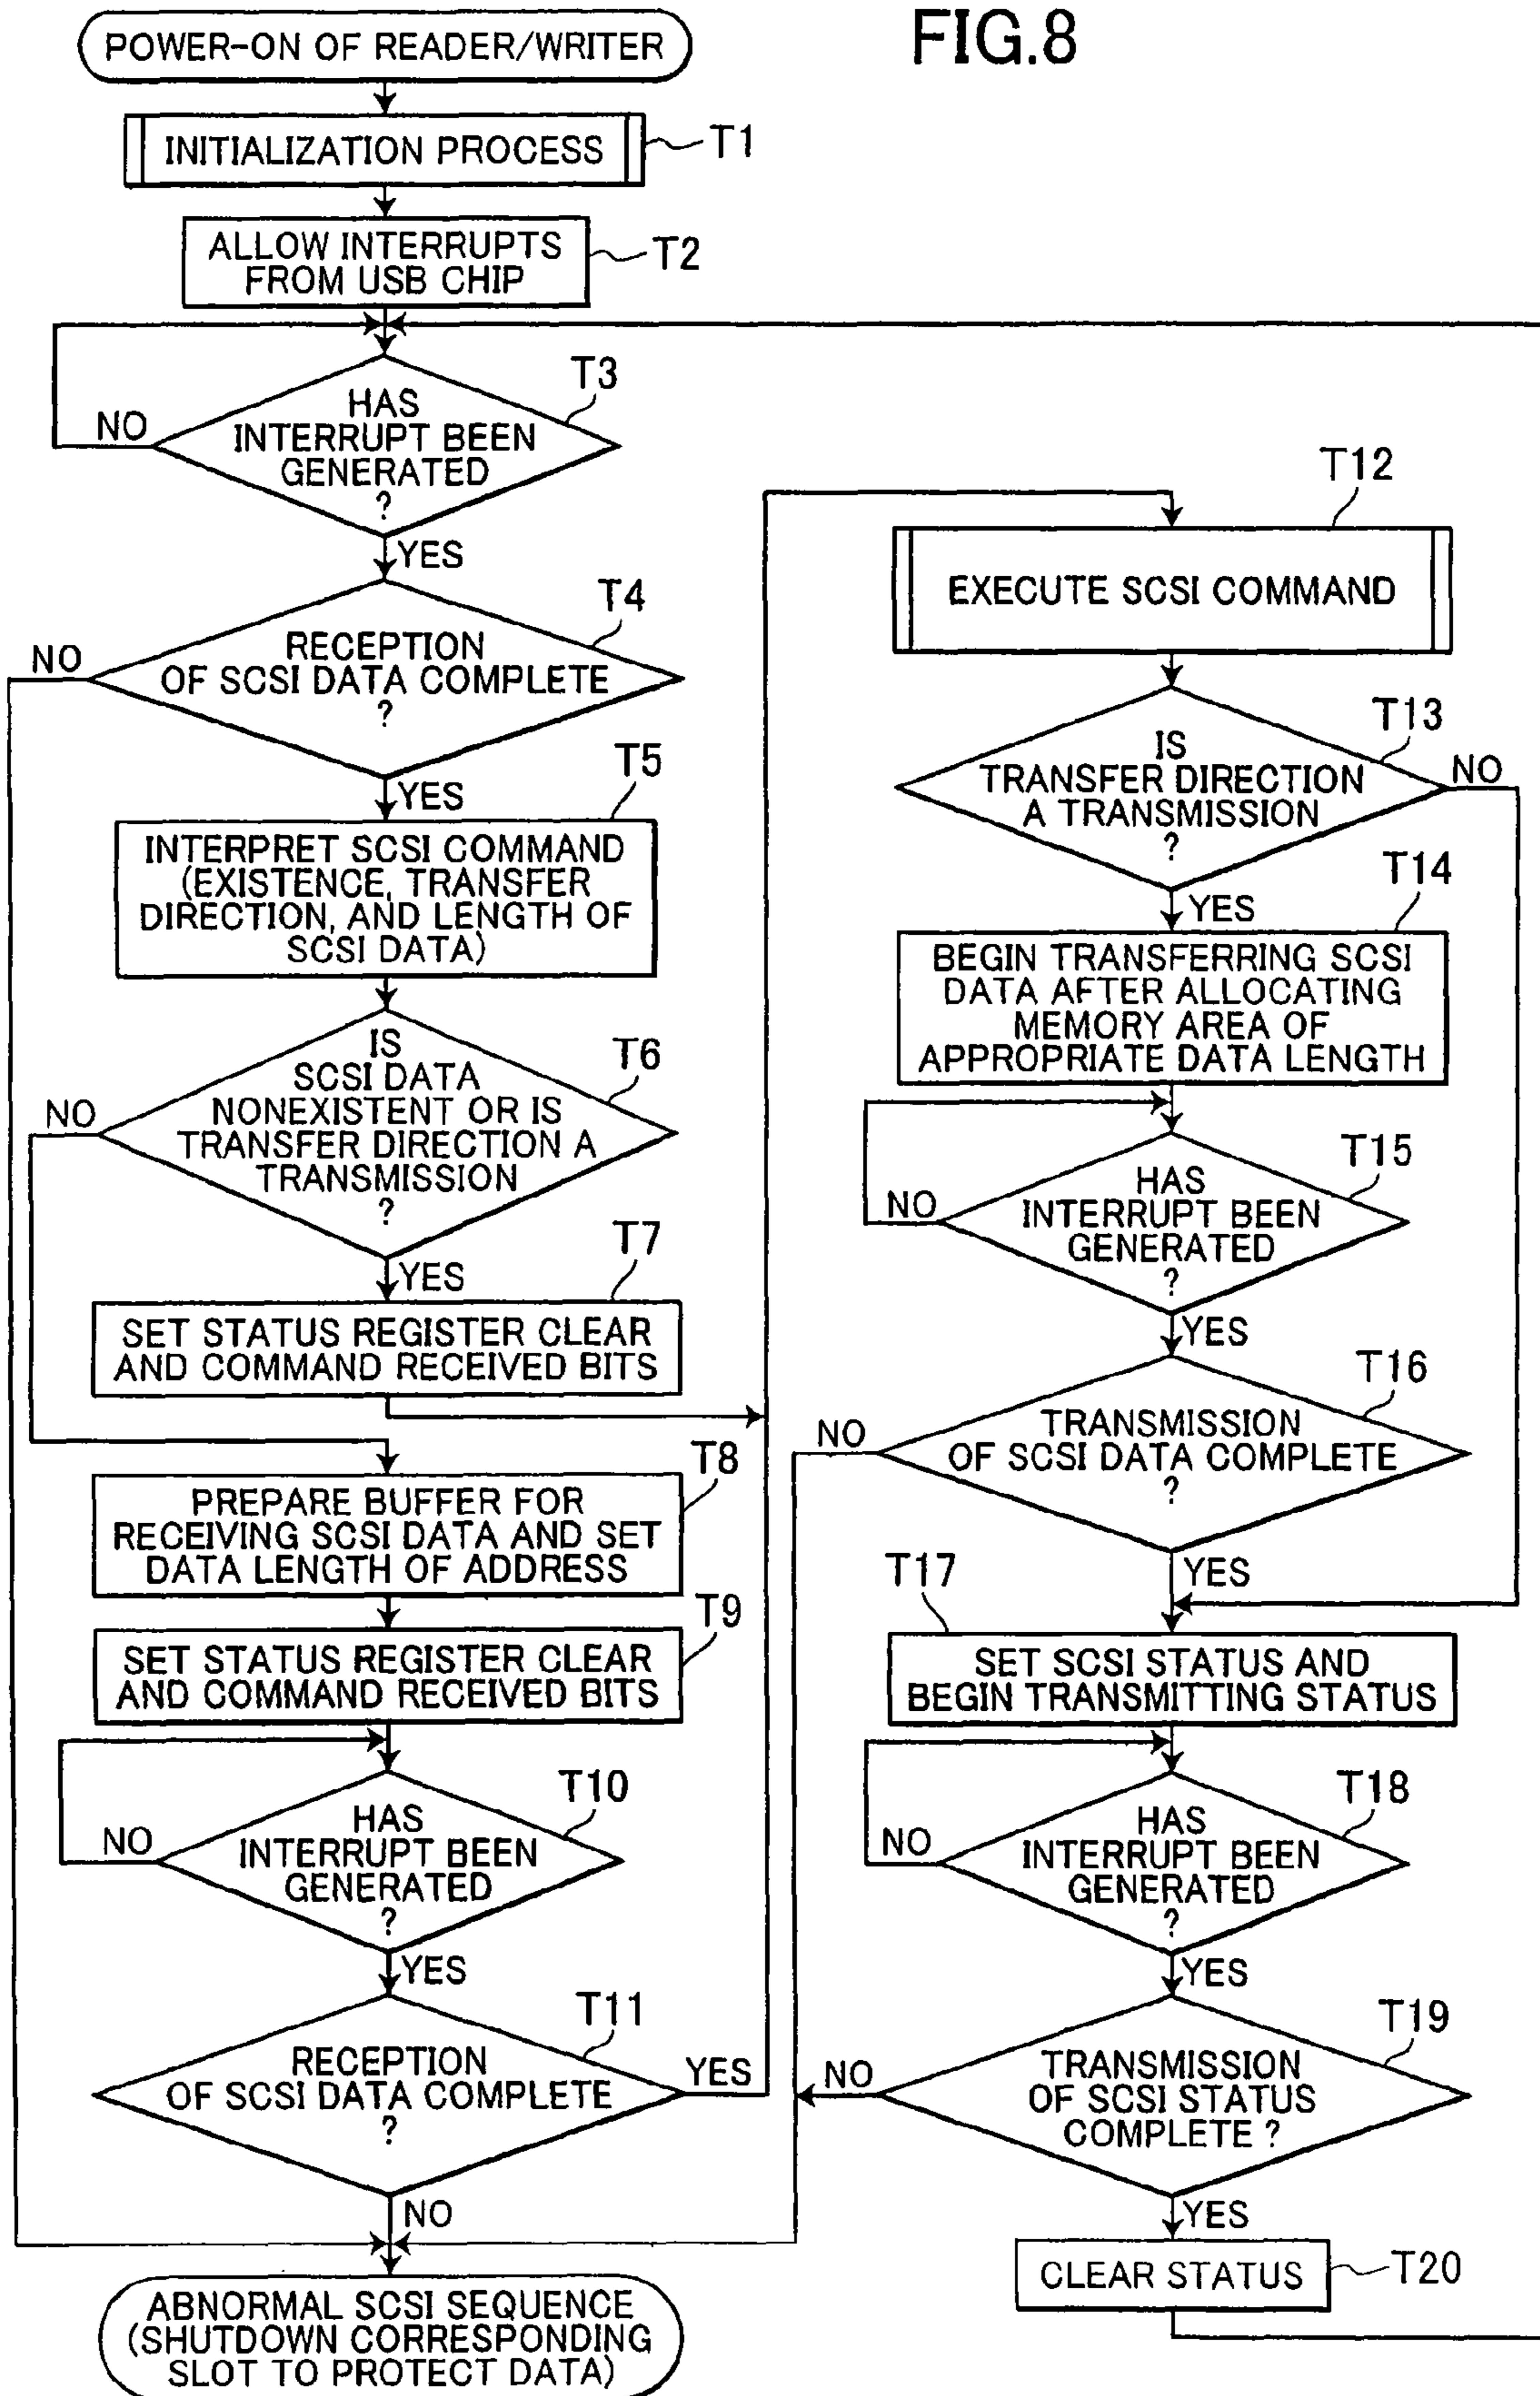 FIG.8
POWER-ON OF READER/WRITER
INITIALIZATION PROCESS
T1
ALLOW INTERRUPTS
FROM USB CHIP
T2
T3
HAS
INTERRUPT BEEN
GENERATED
?
NO
YES
T4
RECEPTION
OF SCSI DATA COMPLETE
?
NO
YES
T5
INTERPRET SCSI COMMAND
(EXISTENCE, TRANSFER
DIRECTION, AND LENGTH OF
SCSI DATA)
T6
IS
SCSI DATA
NONEXISTENT OR IS
TRANSFER DIRECTION A
TRANSMISSION
?
NO
YES
T7
SET STATUS REGISTER CLEAR
AND COMMAND RECEIVED BITS
T8
PREPARE BUFFER FOR
RECEIVING SCSI DATA AND SET
DATA LENGTH OF ADDRESS
T9
SET STATUS REGISTER CLEAR
AND COMMAND RECEIVED BITS
T10
HAS
INTERRUPT BEEN
GENERATED
?
NO
YES
T11
RECEPTION
OF SCSI DATA COMPLETE
?
YES
NO
ABNORMAL SCSI SEQUENCE
(SHUTDOWN CORRESPONDING
SLOT TO PROTECT DATA)
T12
EXECUTE SCSI COMMAND
T13
IS
TRANSFER DIRECTION
A TRANSMISSION
?
NO
YES
T14
BEGIN TRANSFERRING SCSI
DATA AFTER ALLOCATING
MEMORY AREA OF
APPROPRIATE DATA LENGTH
T15
HAS
INTERRUPT BEEN
GENERATED
?
NO
YES
T16
TRANSMISSION
OF SCSI DATA COMPLETE
?
NO
YES
T17
SET SCSI STATUS AND
BEGIN TRANSMITTING STATUS
T18
HAS
INTERRUPT BEEN
GENERATED
?
NO
YES
T19
TRANSMISSION
OF SCSI STATUS
COMPLETE ?
NO
YES
CLEAR STATUS
T20